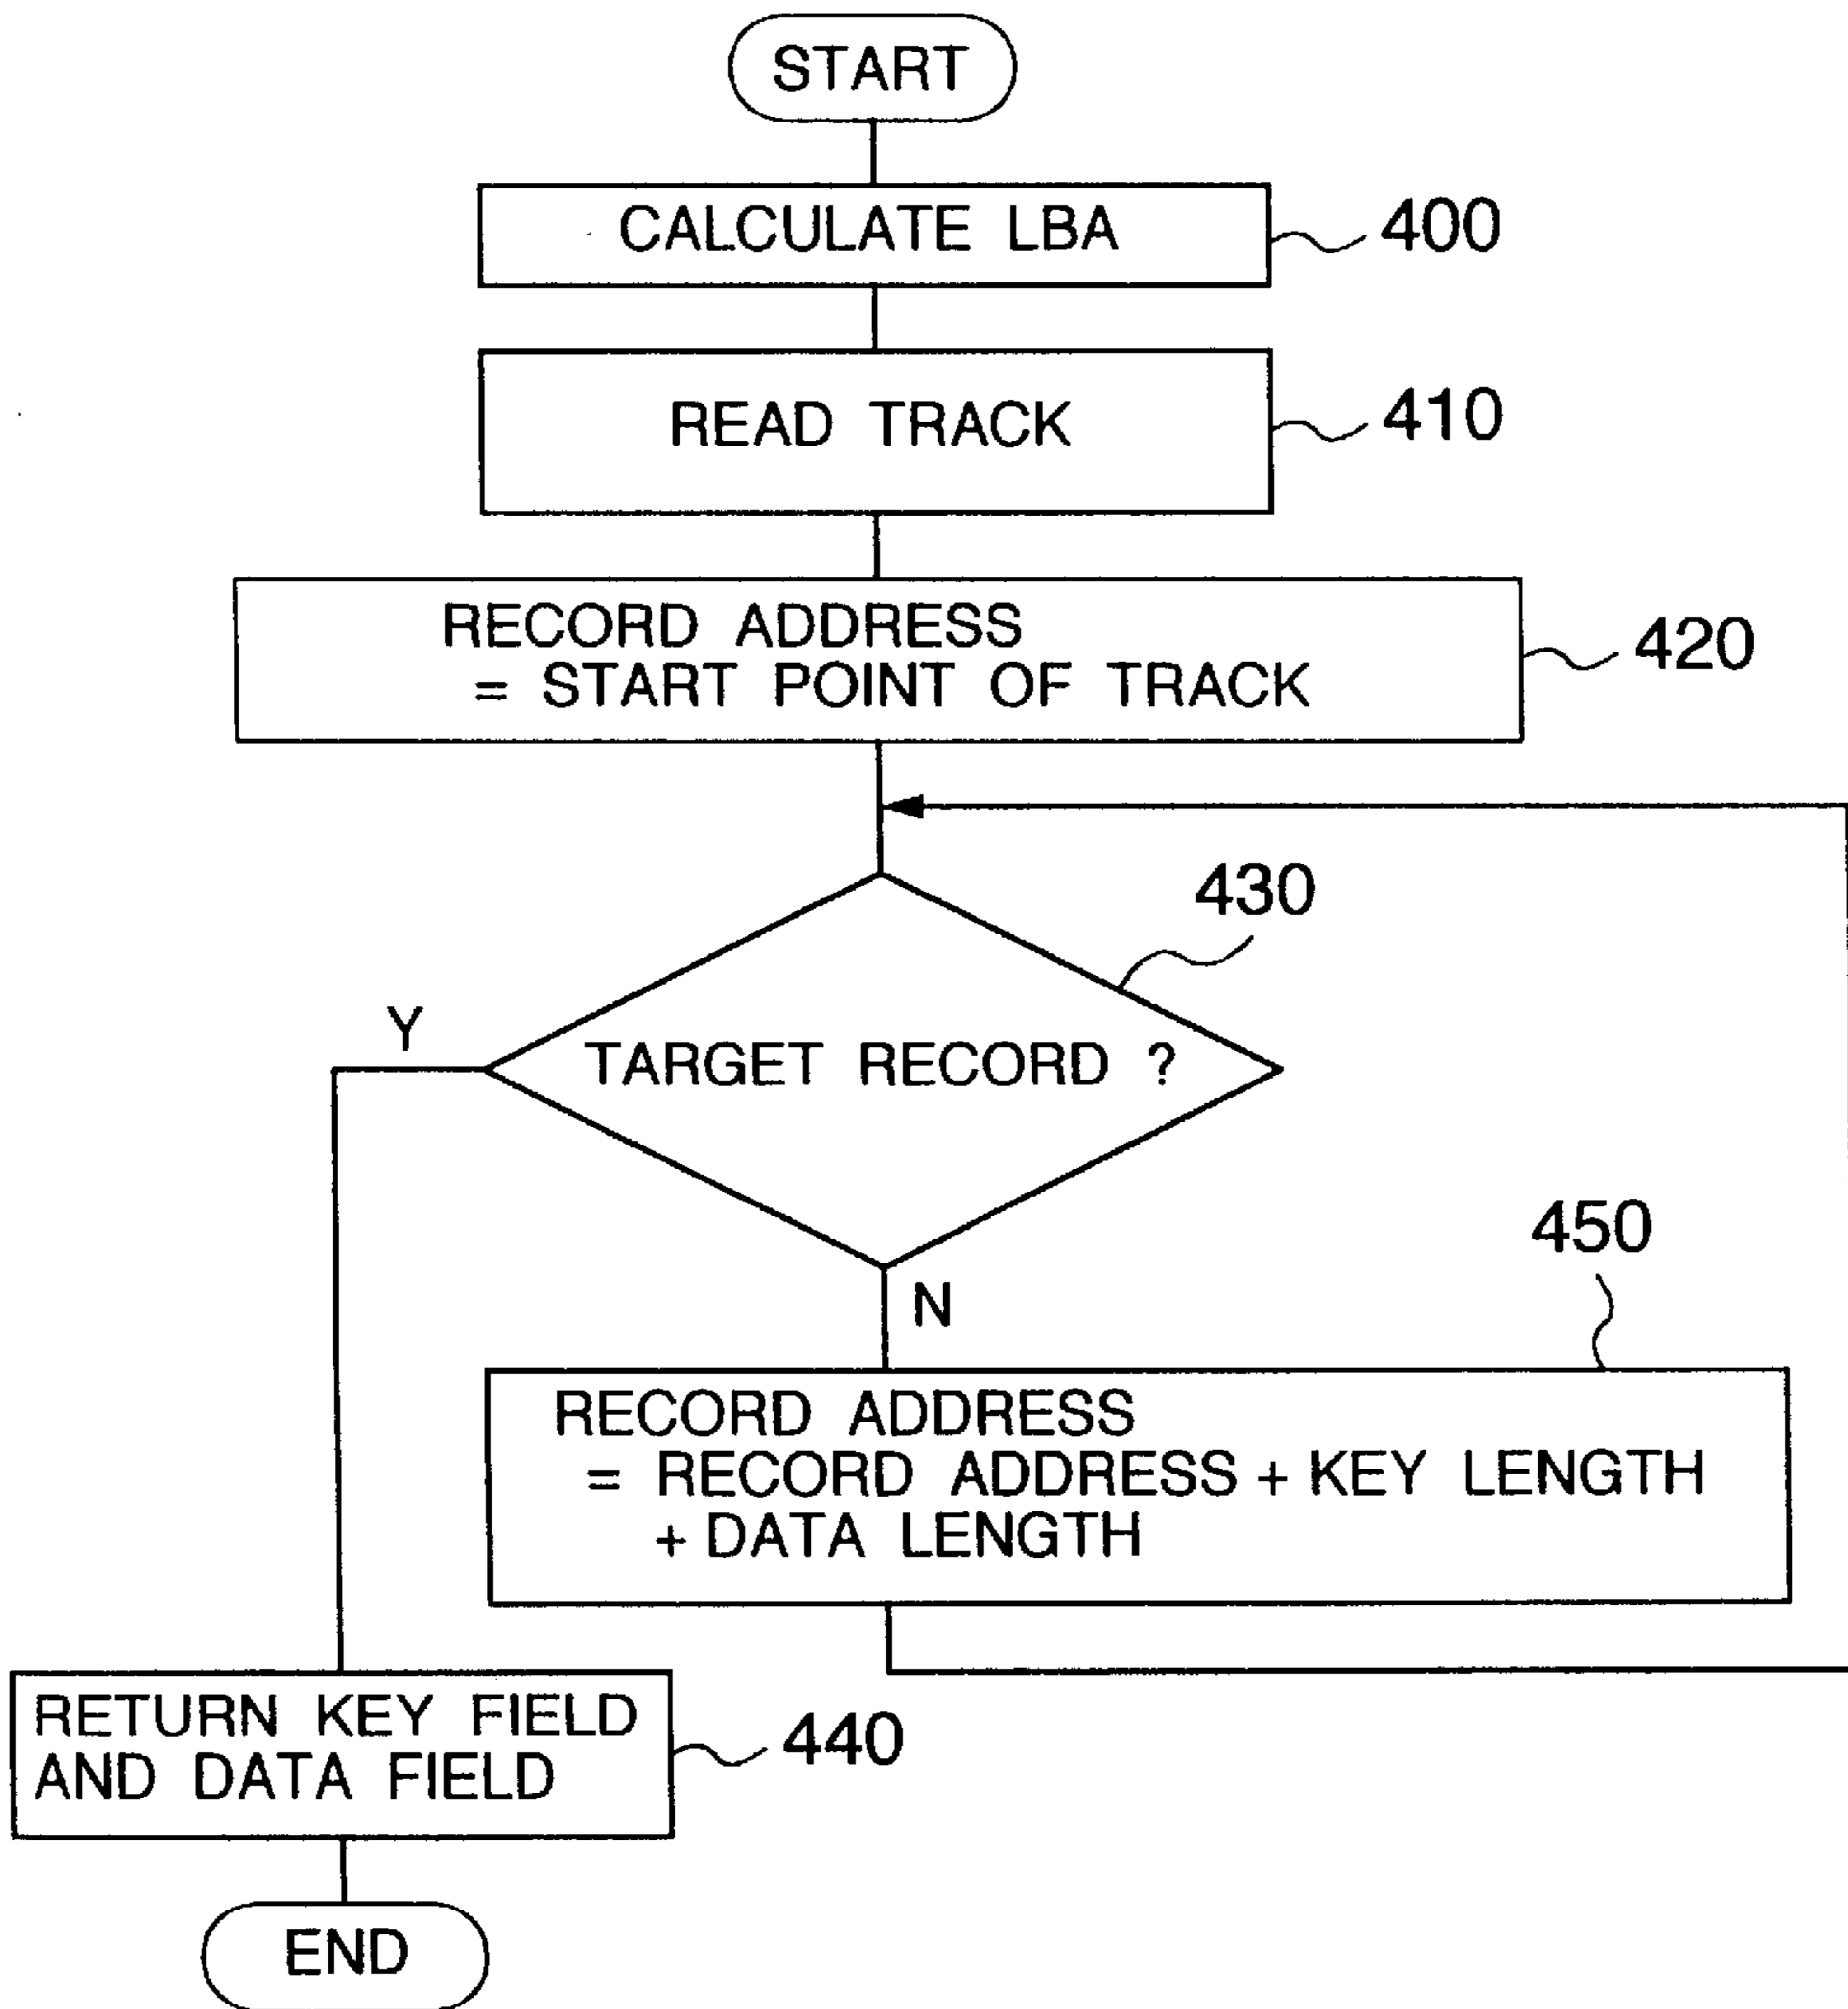 START
CALCULATE LBA
400
READ TRACK
410
RECORD ADDRESS
= START POINT OF TRACK
420
430
Y
TARGET RECORD ?
N
450
RECORD ADDRESS
= RECORD ADDRESS + KEY LENGTH
+ DATA LENGTH
RETURN KEY FIELD
AND DATA FIELD
440
END